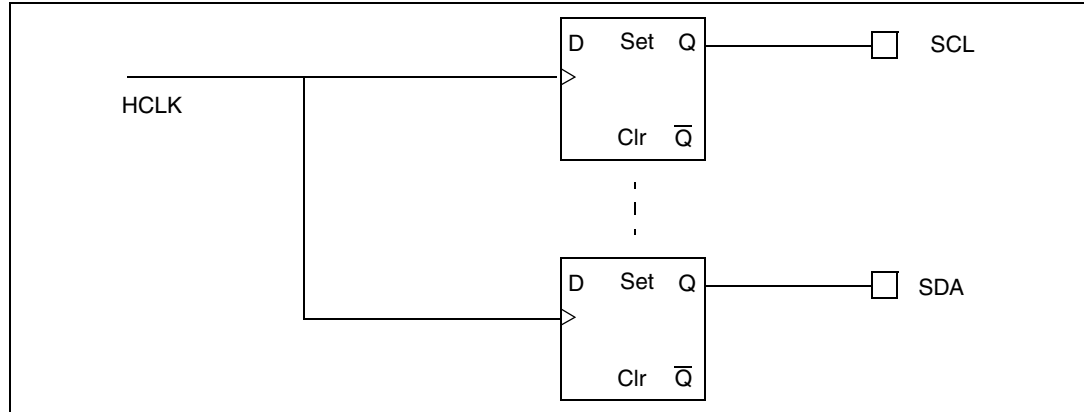 D Set Q SCL
HCLK
Clr Q̅
D Set Q SDA
Clr Q̅